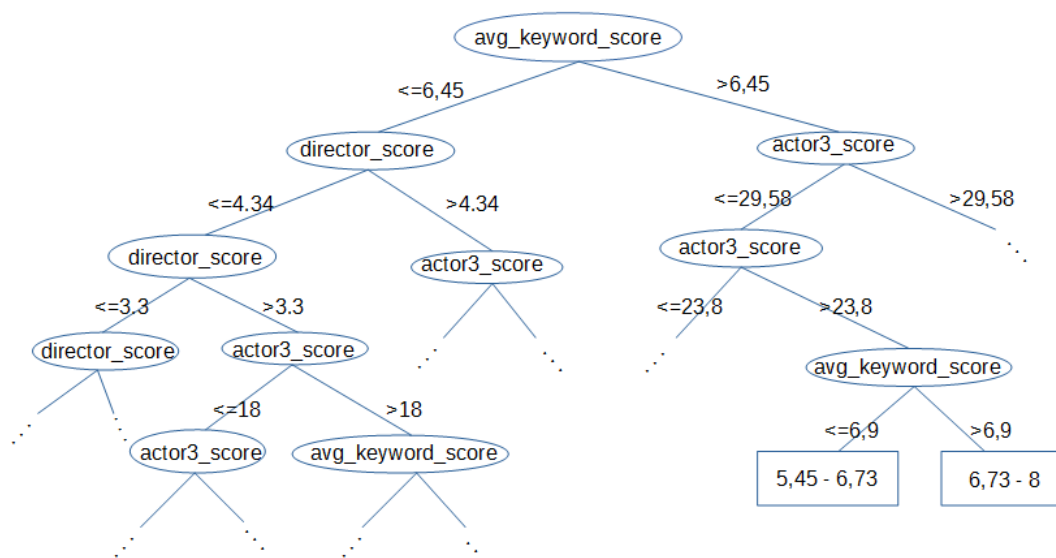 avg_keyword_score
<=6,45
>6,45
director_score
actor3_score
<=4.34
>4.34
<=29,58
>29,58
director_score
actor3_score
actor3_score
<=3.3
>3.3
<=23,8
>23,8
director_score
actor3_score
avg_keyword_score
<=18
>18
<=6,9
>6,9
actor3_score
avg_keyword_score
5,45 - 6,73
6,73 - 8